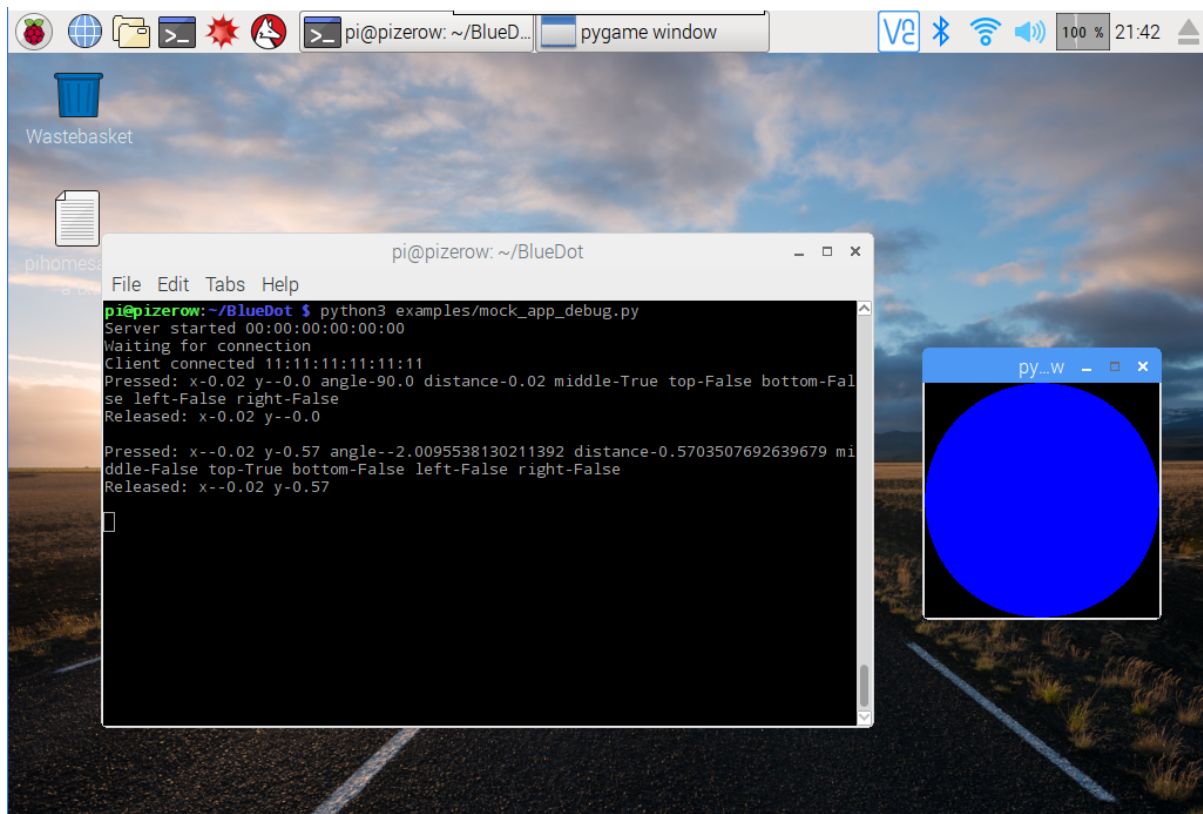 pi@pizerow: ~/BlueD...
pygame window
100 %
21:42
Wastebasket
pihomesa
pi@pizerow: ~/BlueDot
File Edit Tabs Help
pi@pizerow:~/BlueDot $ python3 examples/mock_app_debug.py
Server started 00:00:00:00:00:00
Waiting for connection
Client connected 11:11:11:11:11:11
Pressed: x-0.02 y--0.0 angle-90.0 distance-0.02 middle-True top-False bottom-Fal
se left-False right-False
Released: x-0.02 y--0.0
Pressed: x--0.02 y-0.57 angle--2.0095538130211392 distance-0.5703507692639679 mi
ddle-False top-True bottom-False left-False right-False
Released: x--0.02 y-0.57
py...w